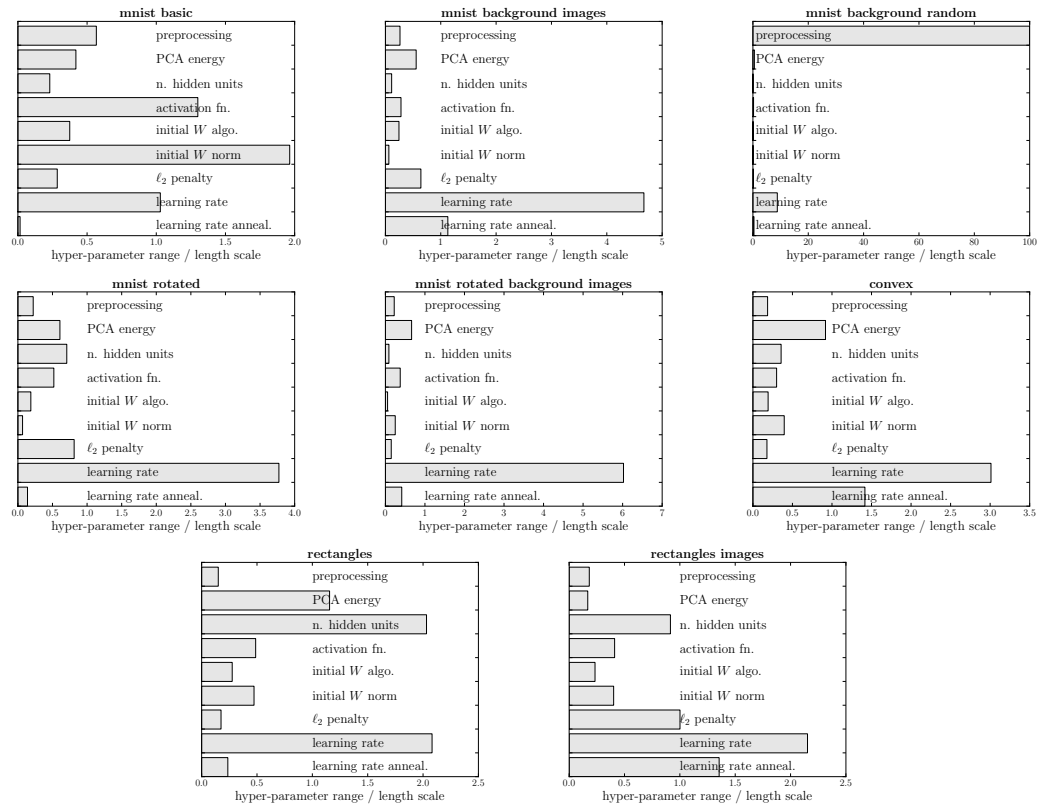 mnist basic
preprocessing
PCA energy
n. hidden units
activation fn.
initial W algo.
initial W norm
ℓ₂ penalty
learning rate
learning rate anneal.
0.0 0.5 1.0 1.5 2.0
hyper-parameter range / length scale
mnist background images
preprocessing
PCA energy
n. hidden units
activation fn.
initial W algo.
initial W norm
ℓ₂ penalty
learning rate
learning rate anneal.
0 1 2 3 4 5
hyper-parameter range / length scale
mnist background random
preprocessing
PCA energy
n. hidden units
activation fn.
initial W algo.
initial W norm
ℓ₂ penalty
learning rate
learning rate anneal.
0 20 40 60 80 100
hyper-parameter range / length scale
mnist rotated
preprocessing
PCA energy
n. hidden units
activation fn.
initial W algo.
initial W norm
ℓ₂ penalty
learning rate
learning rate anneal.
0.0 0.5 1.0 1.5 2.0 2.5 3.0 3.5 4.0
hyper-parameter range / length scale
mnist rotated background images
preprocessing
PCA energy
n. hidden units
activation fn.
initial W algo.
initial W norm
ℓ₂ penalty
learning rate
learning rate anneal.
0 1 2 3 4 5 6 7
hyper-parameter range / length scale
convex
preprocessing
PCA energy
n. hidden units
activation fn.
initial W algo.
initial W norm
ℓ₂ penalty
learning rate
learning rate anneal.
0.0 0.5 1.0 1.5 2.0 2.5 3.0 3.5
hyper-parameter range / length scale
rectangles
preprocessing
PCA energy
n. hidden units
activation fn.
initial W algo.
initial W norm
ℓ₂ penalty
learning rate
learning rate anneal.
0.0 0.5 1.0 1.5 2.0 2.5
hyper-parameter range / length scale
rectangles images
preprocessing
PCA energy
n. hidden units
activation fn.
initial W algo.
initial W norm
ℓ₂ penalty
learning rate
learning rate anneal.
0.0 0.5 1.0 1.5 2.0 2.5
hyper-parameter range / length scale